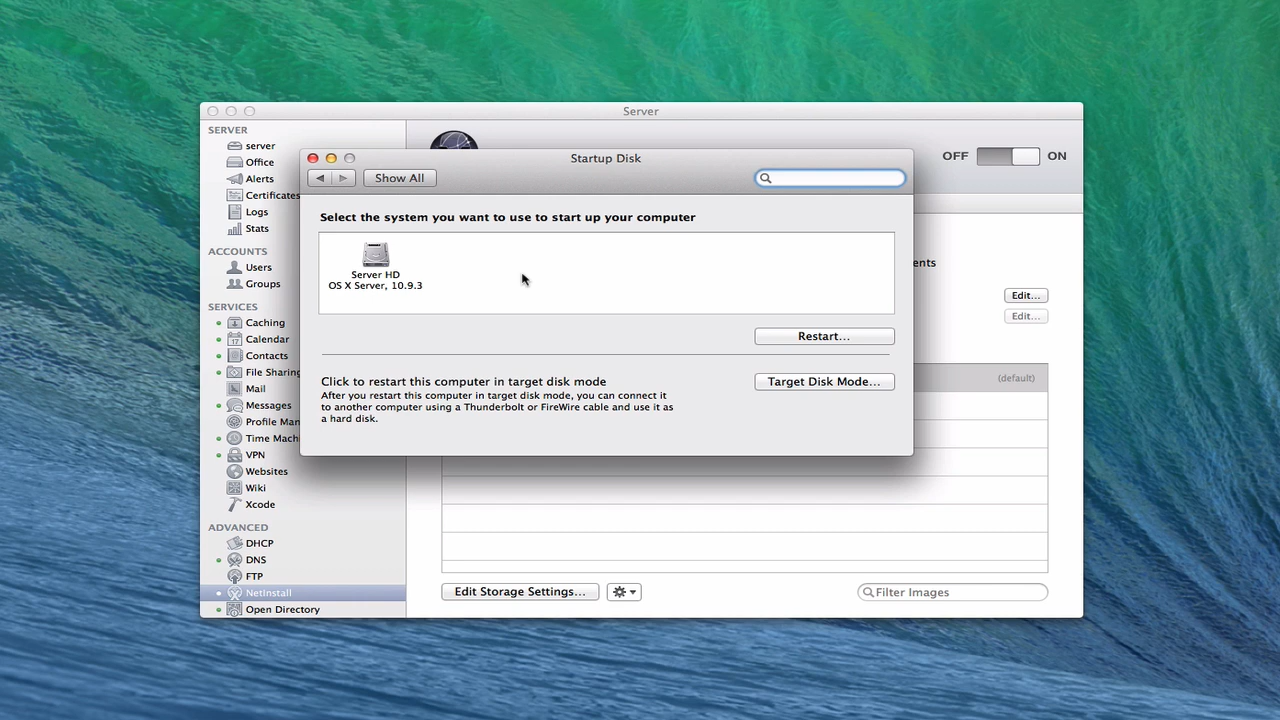 Server
SERVER
server
Office
Alerts
Certificates
Logs
Stats
ACCOUNTS
Users
Groups
SERVICES
Caching
Calendar
Contacts
File Sharing
Mail
Messages
Profile Man
Time Mach
VPN
Websites
Wiki
Xcode
ADVANCED
DHCP
DNS
FTP
NetInstall
Open Directory
OFF ON
Startup Disk
Show All
Select the system you want to use to start up your computer
Server HD
OS X Server, 10.9.3
Restart...
Click to restart this computer in target disk mode
After you restart this computer in target disk mode, you can connect it
to another computer using a Thunderbolt or FireWire cable and use it as
a hard disk.
Target Disk Mode...
ents
Edit...
Edit...
(default)
Edit Storage Settings...
Filter Images